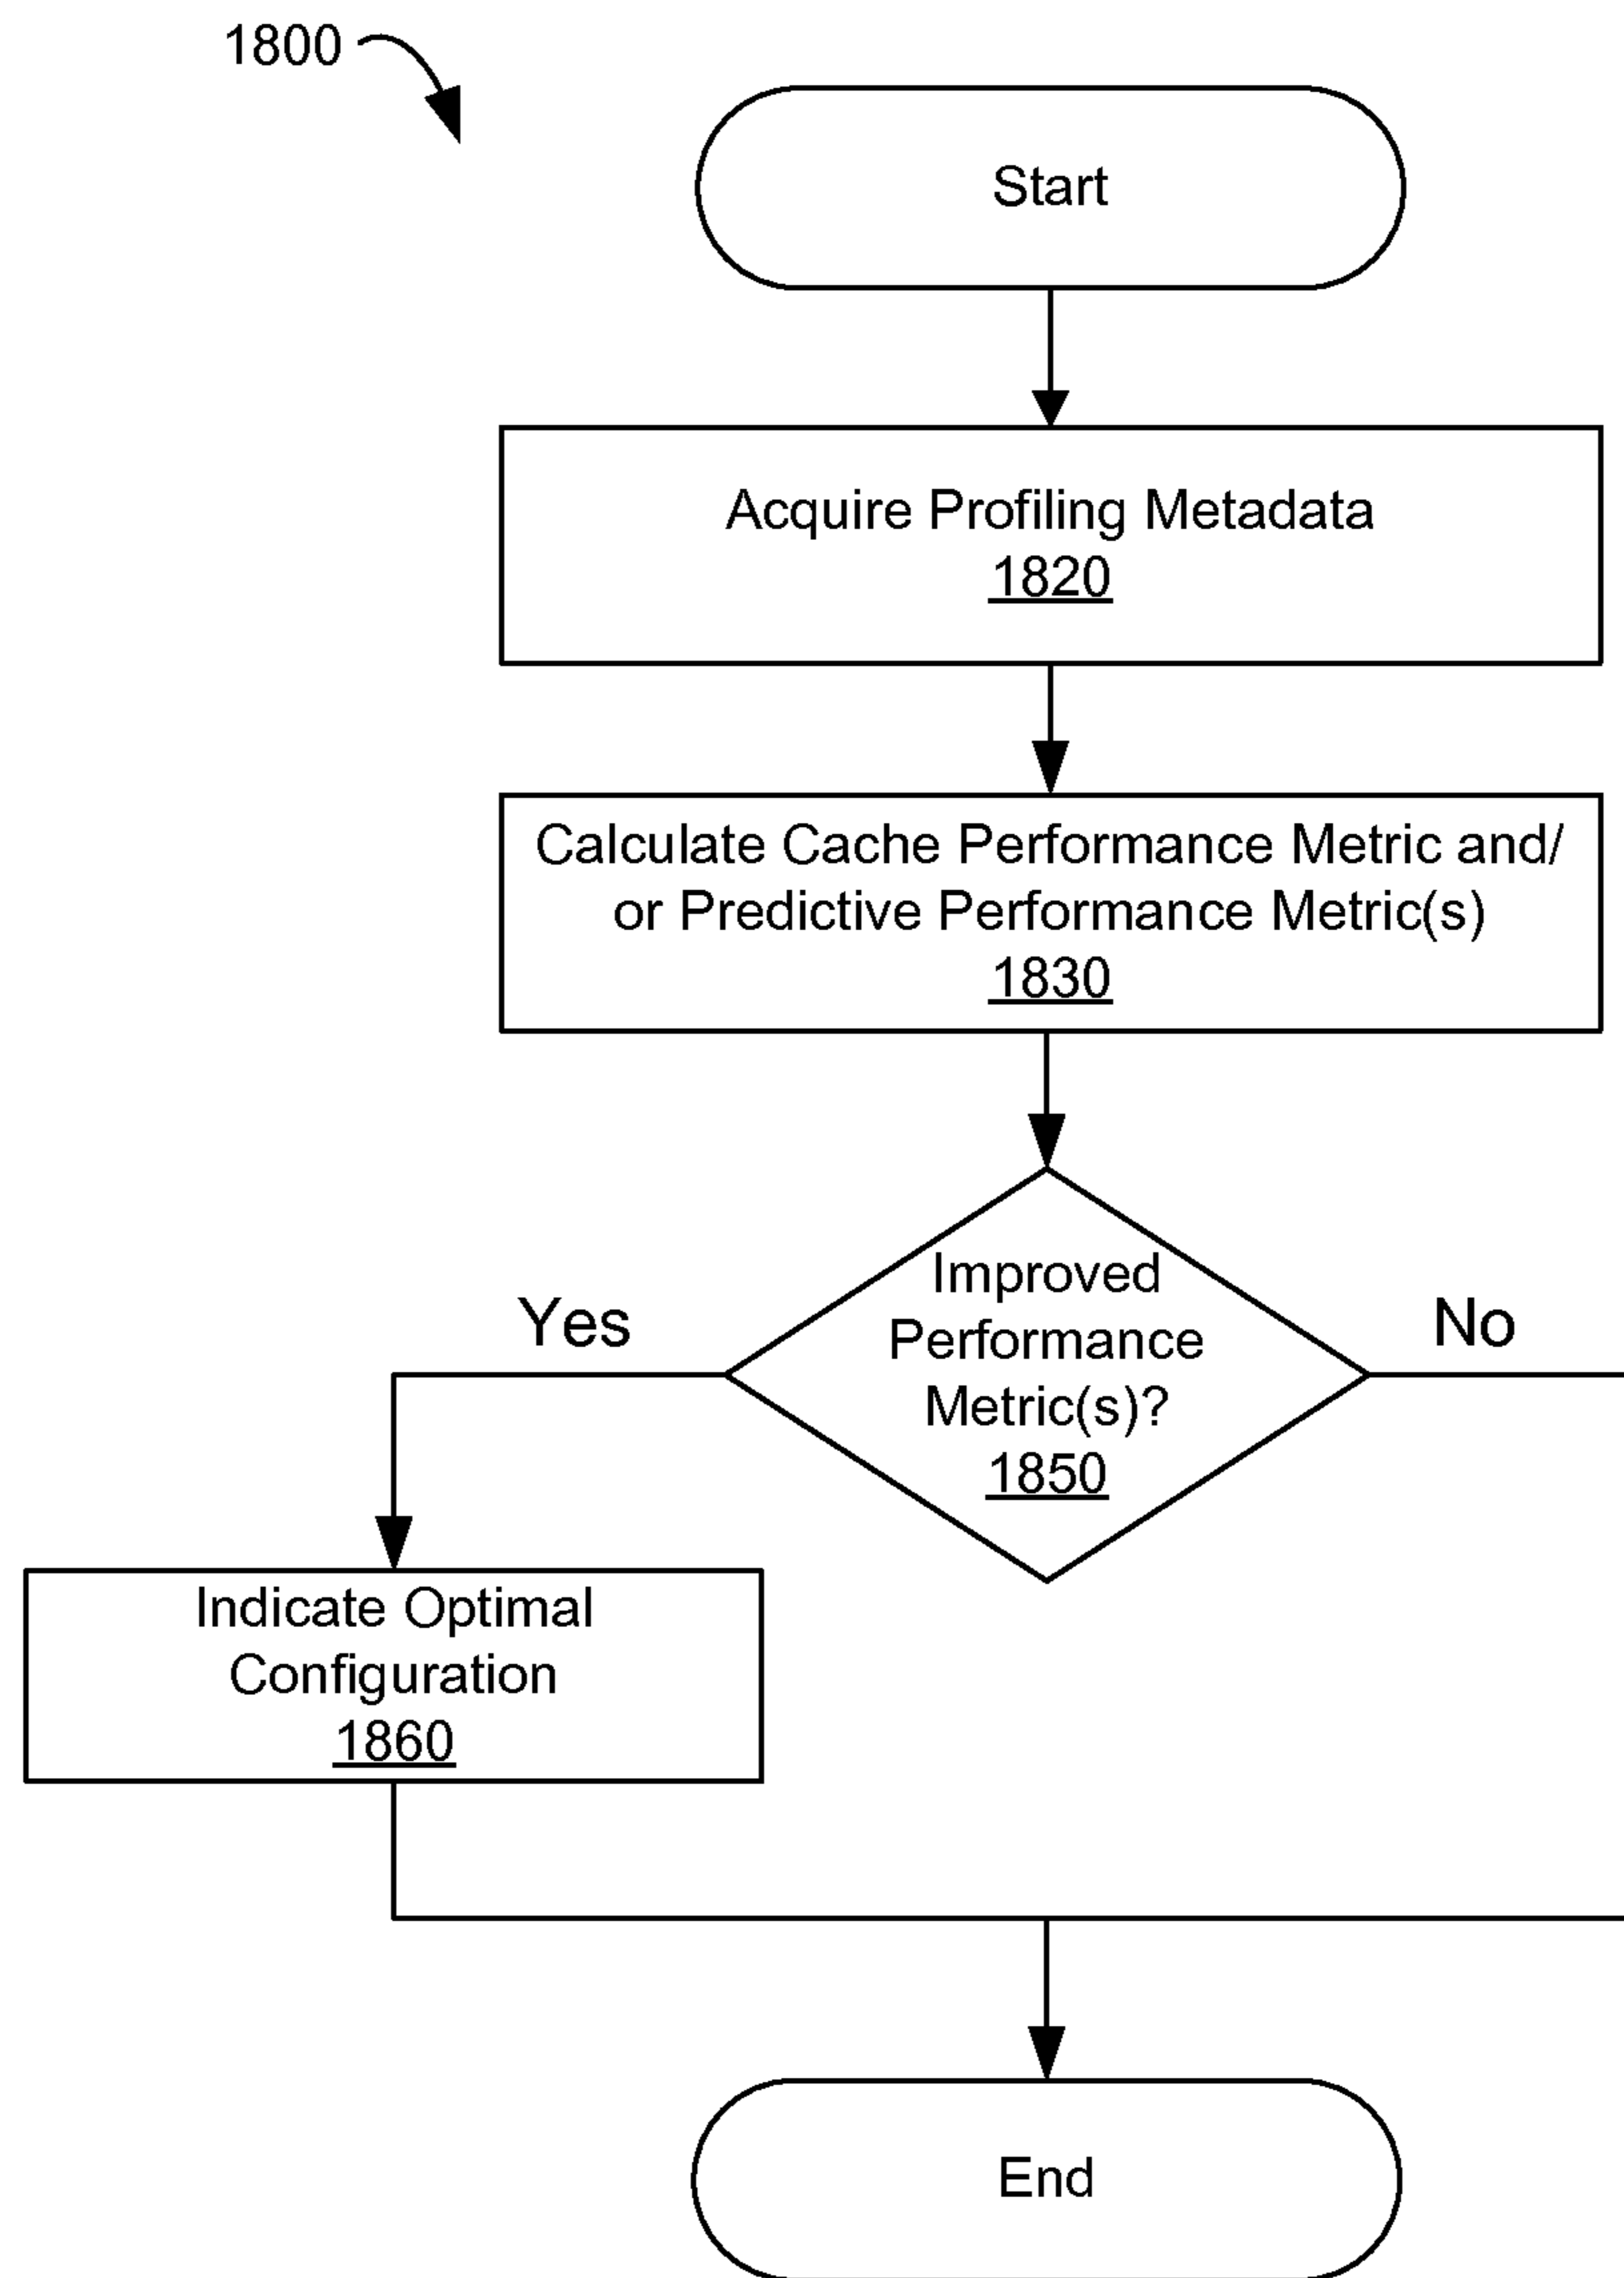 1800
Start
Acquire Profiling Metadata
1820
Calculate Cache Performance Metric and/
or Predictive Performance Metric(s)
1830
Improved
Performance
Metric(s)?
1850
Yes
No
Indicate Optimal
Configuration
1860
End